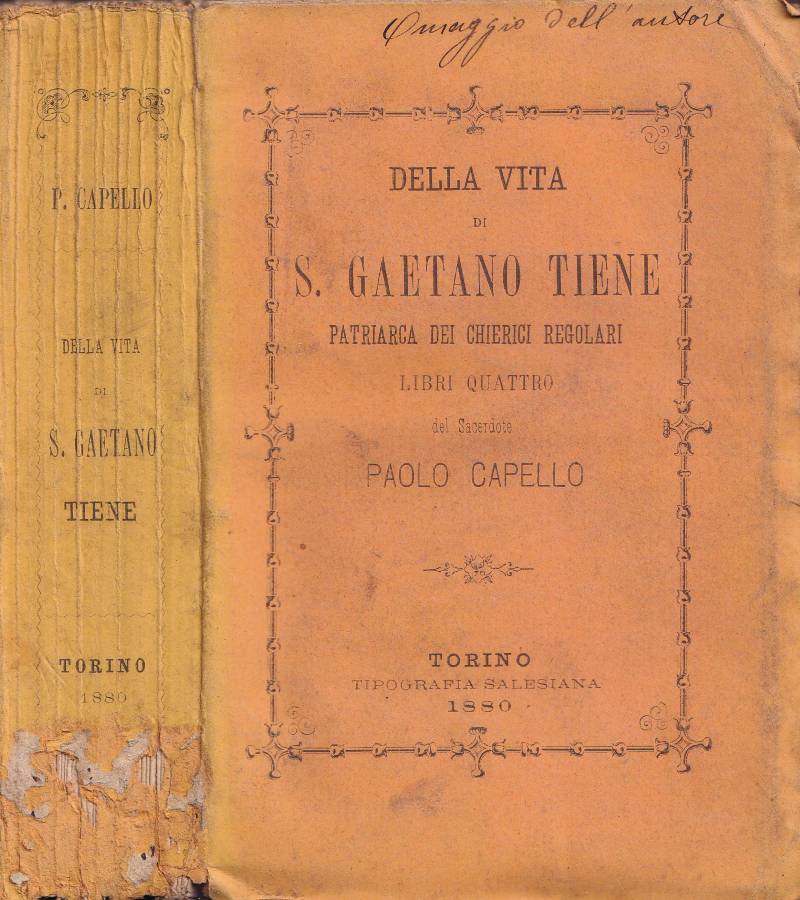 Omaggio dell'autore
P. CAPELLO
DELLA VITA
DI
S. GAETANO
TIENE
TORINO
1880
DELLA VITA
DI
S. GAETANO TIENE
PATRIARCA DEI CHIERICI REGOLARI
LIBRI QUATTRO
del Sacerdote
PAOLO CAPELLO
TORINO
TIPOGRAFIA SALESIANA
1880